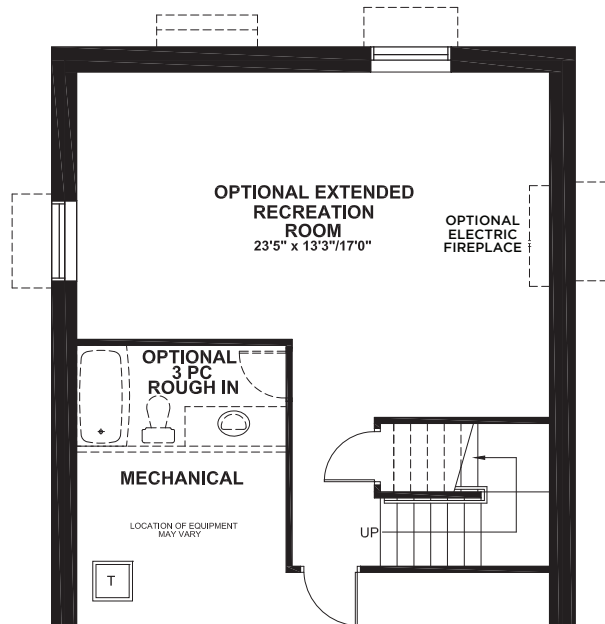 OPTIONAL EXTENDED
RECREATION
ROOM
23'5" x 13'3"/17'0"
OPTIONAL
ELECTRIC
FIREPLACE
OPTIONAL
3 PC
ROUGH IN
MECHANICAL
LOCATION OF EQUIPMENT
MAY VARY
UP
T